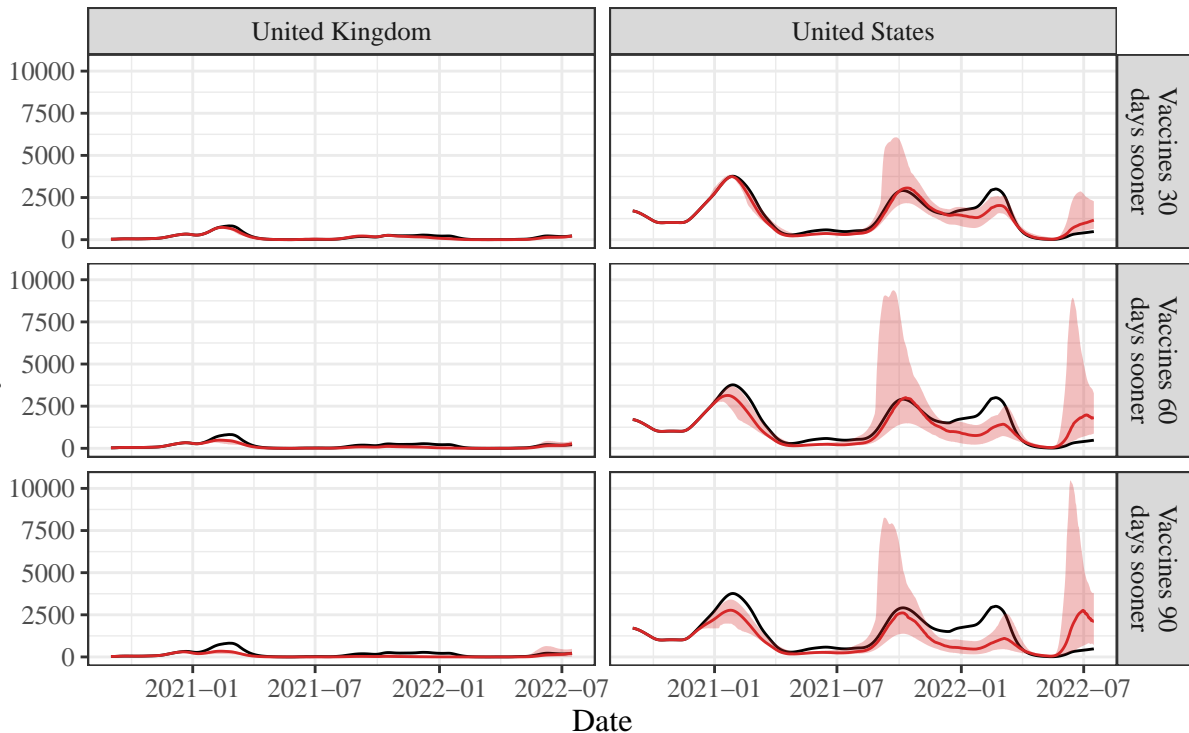 United Kingdom
United States
10000
7500
5000
2500
0
Vaccines 30
days sooner
10000
7500
5000
2500
0
Vaccines 60
days sooner
10000
7500
5000
2500
0
Vaccines 90
days sooner
2021−01 2021−07 2022−01 2022−07 2021−01 2021−07 2022−01 2022−07
Date